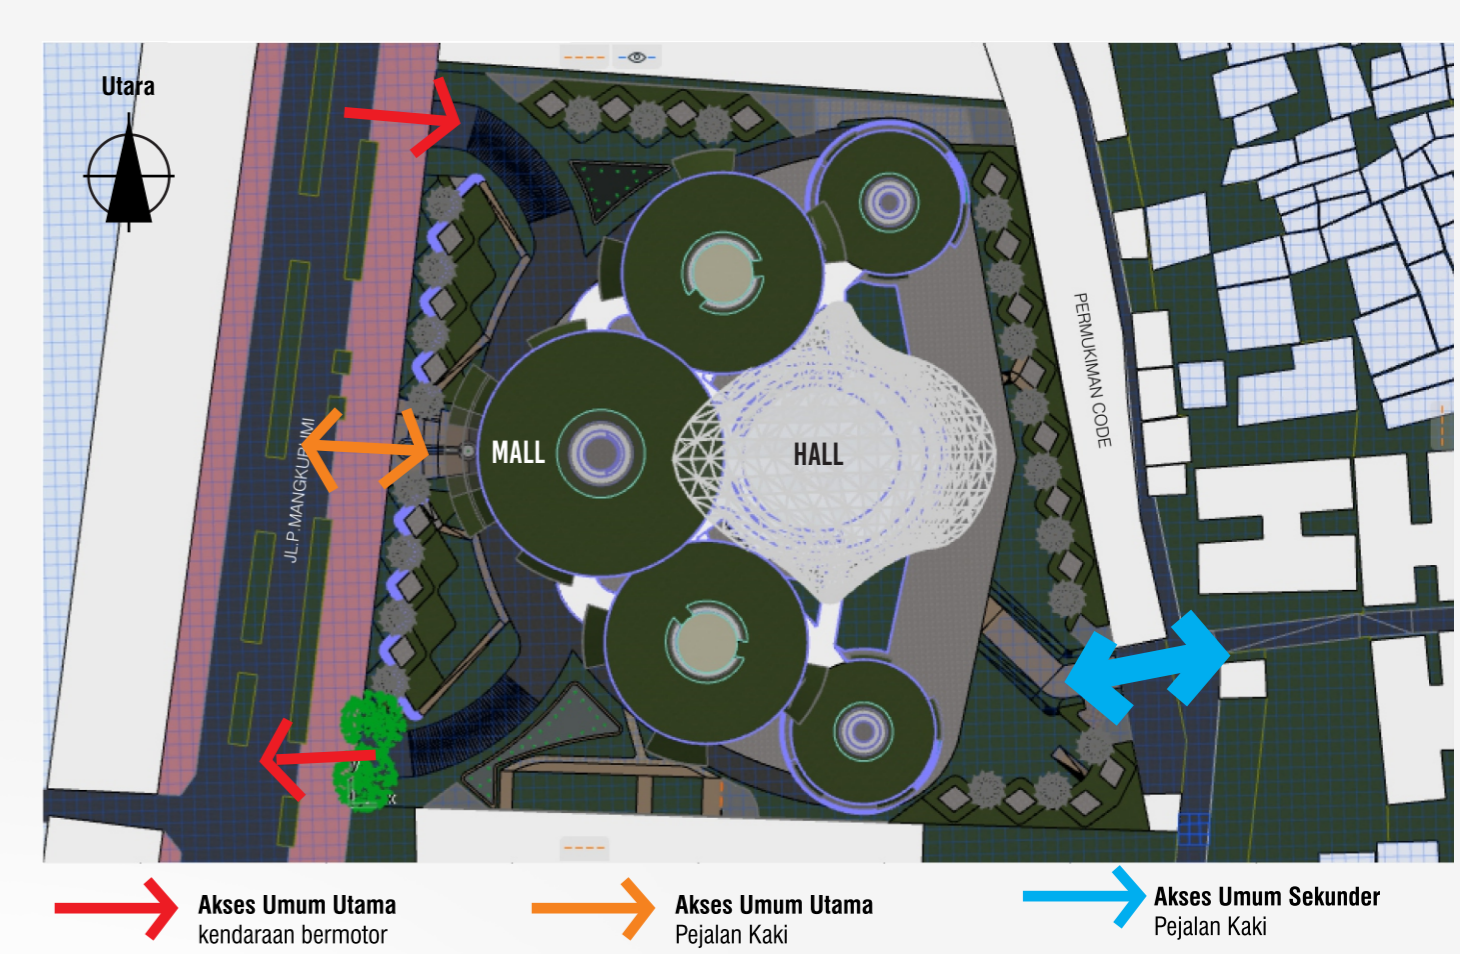 Utara
JL.P.MANGKUBUMI
MALL
HALL
PERMUKIMAN CODE
Akses Umum Utama
kendaraan bermotor
Akses Umum Utama
Pejalan Kaki
Akses Umum Sekunder
Pejalan Kaki